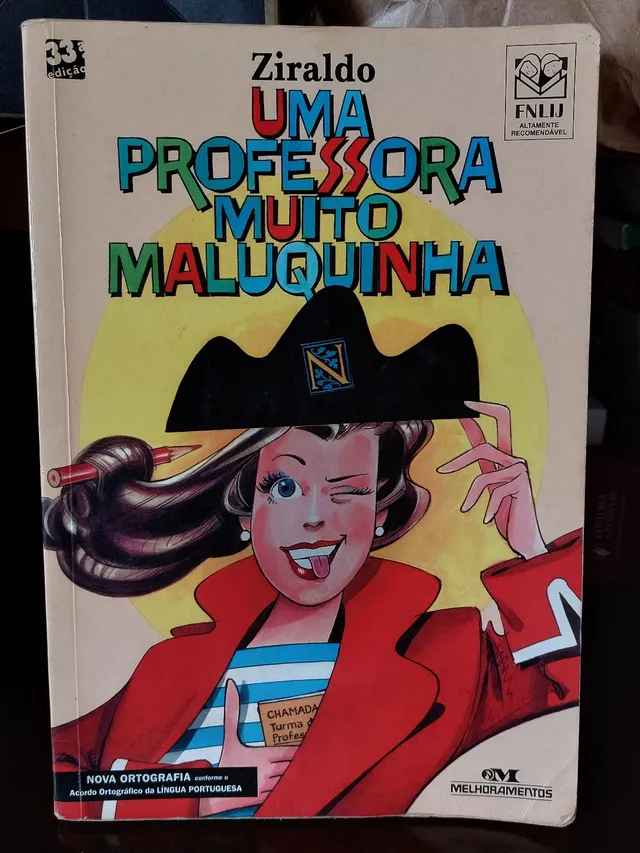 33ª
edição
Ziraldo
FNLIJ
ALTAMENTE
RECOMENDÁVEL
UMA
PROFESSORA
MUITO
MALUQUINHA
N
CHAMADA
Turma d
Profes
NOVA ORTOGRAFIA conforme o
Acordo Ortográfico da LÍNGUA PORTUGUESA
MELHORAMENTOS